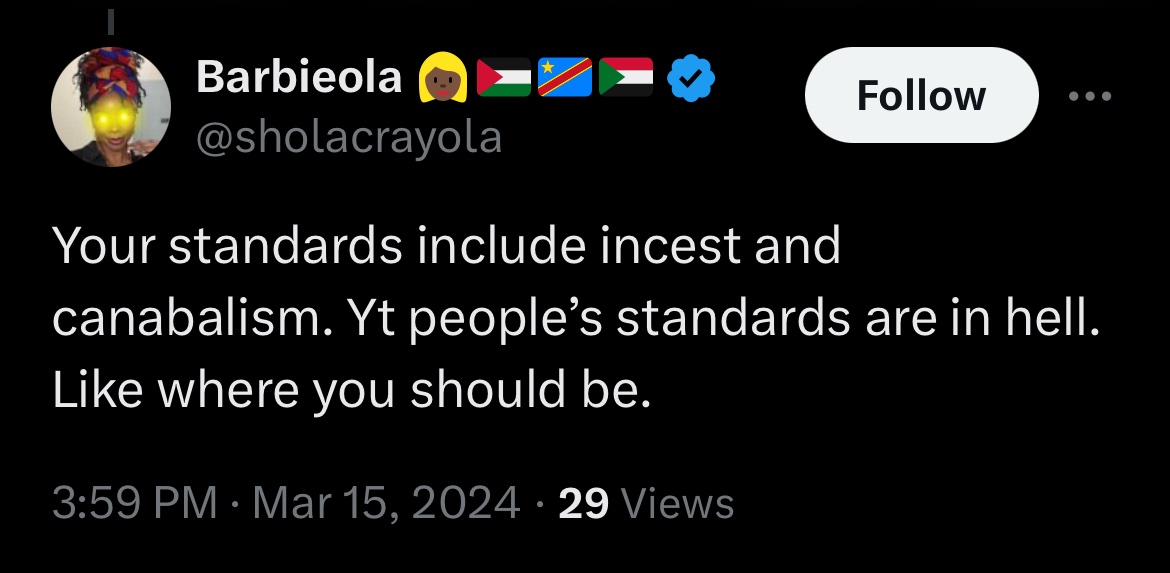 Barbieola
Follow
@sholacrayola
Your standards include incest and
canabalism. Yt people’s standards are in hell.
Like where you should be.
3:59 PM · Mar 15, 2024 · 29 Views